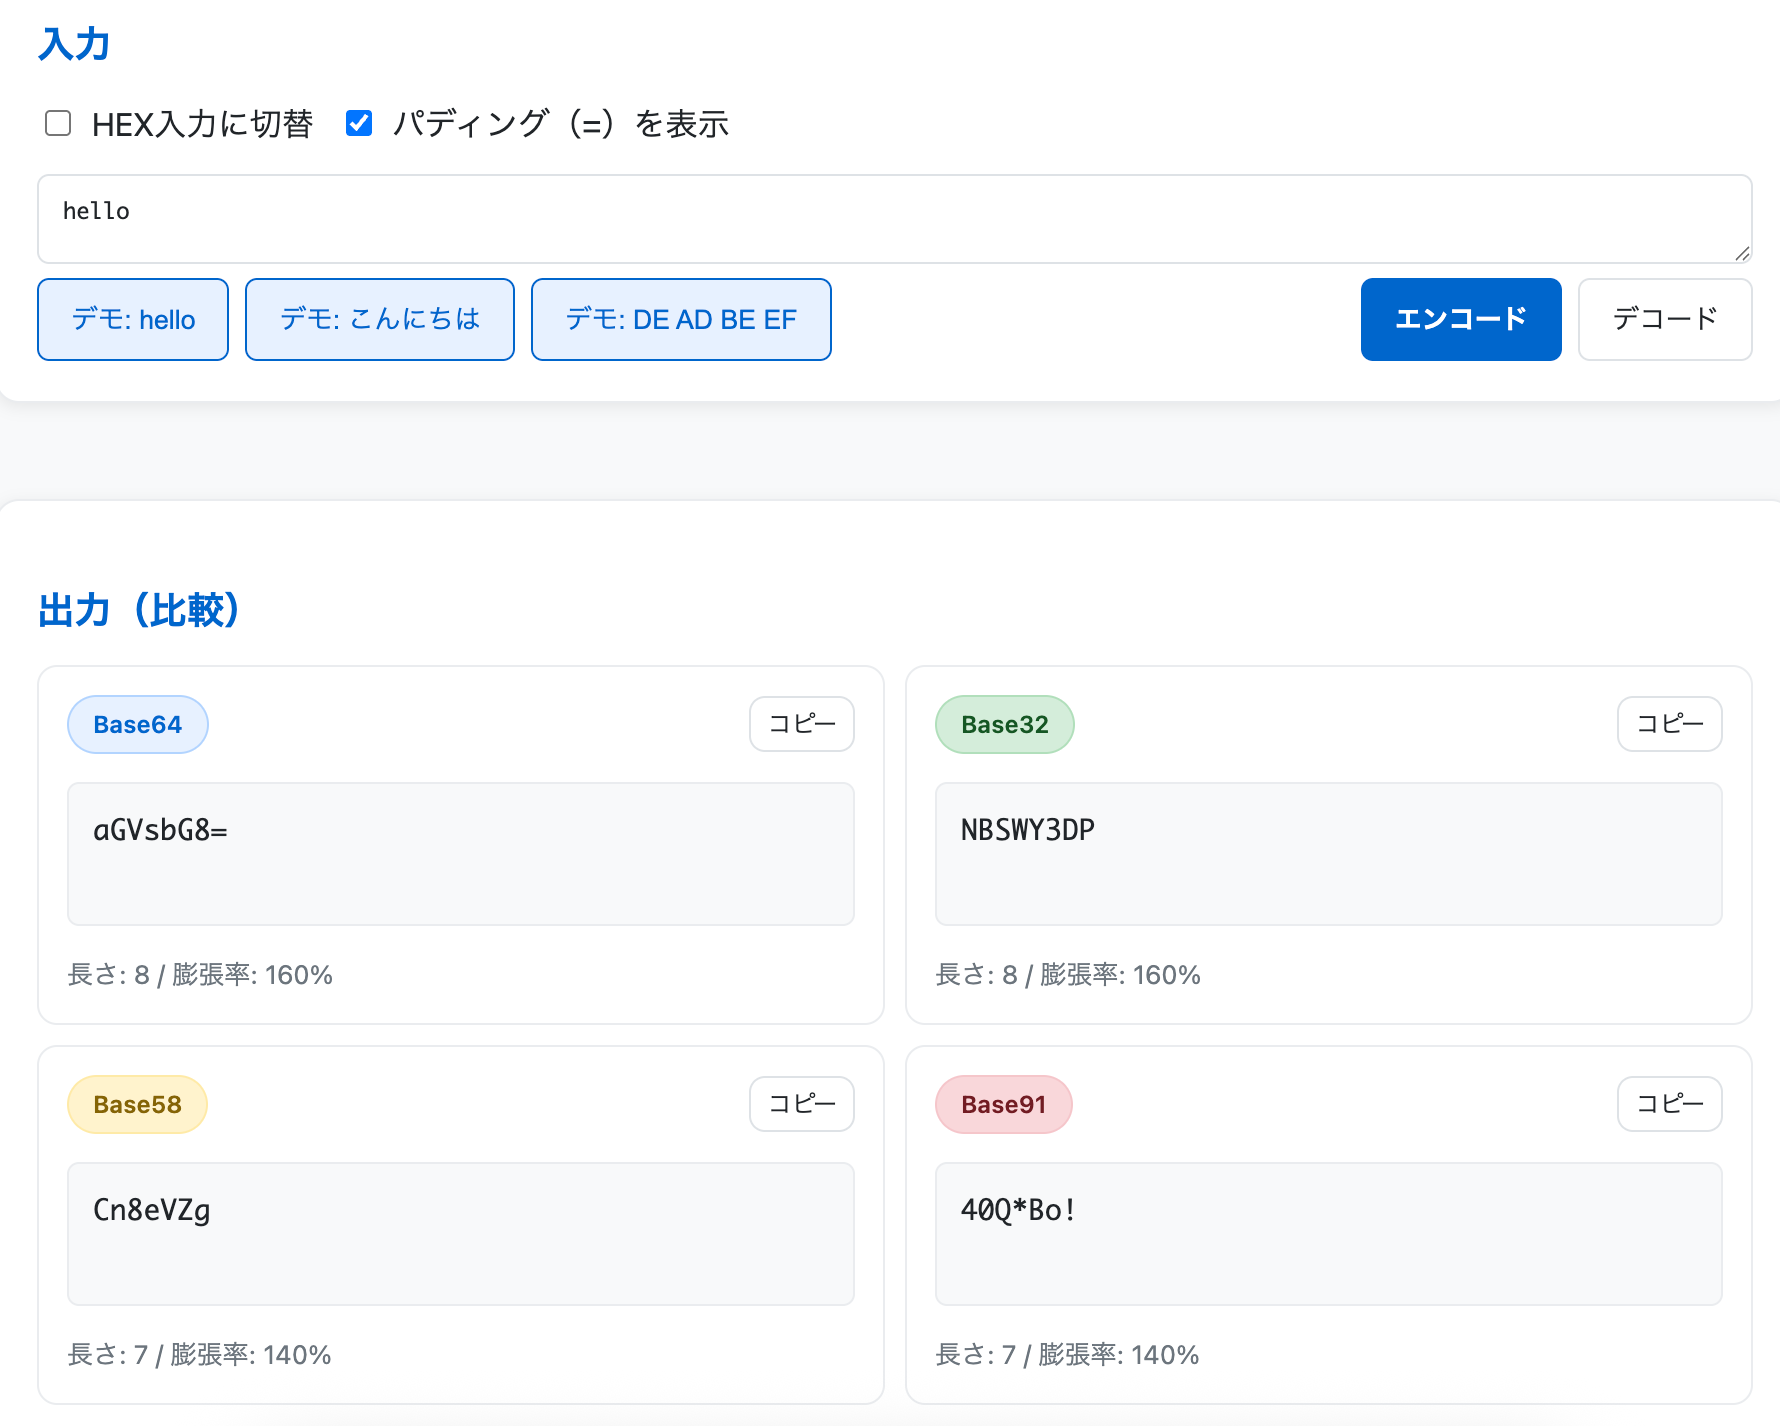 入力
HEX入力に切替 パディング（=）を表示
hello
デモ: hello デモ: こんにちは デモ: DE AD BE EF エンコード デコード
出力（比較）
Base64 コピー Base32 コピー
aGVsbG8= NBSWY3DP
長さ: 8 / 膨張率: 160% 長さ: 8 / 膨張率: 160%
Base58 コピー Base91 コピー
Cn8eVZg 40Q*Bo!
長さ: 7 / 膨張率: 140% 長さ: 7 / 膨張率: 140%